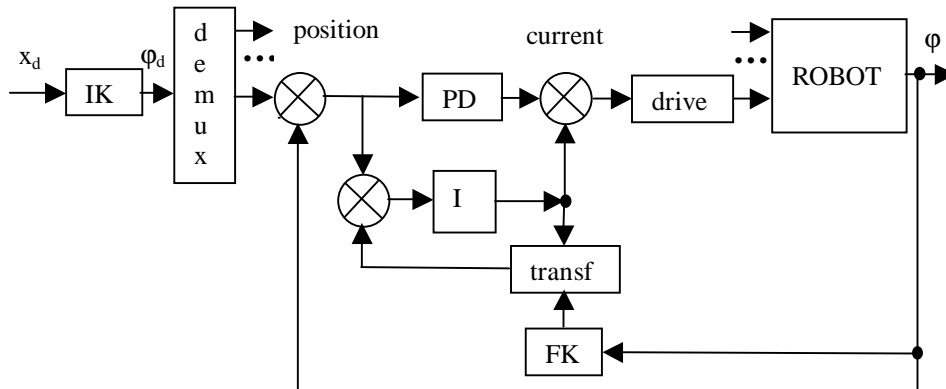 x_d
IK
φ_d
d
e
m
u
x
position
PD
current
drive
ROBOT
φ
I
transf
FK